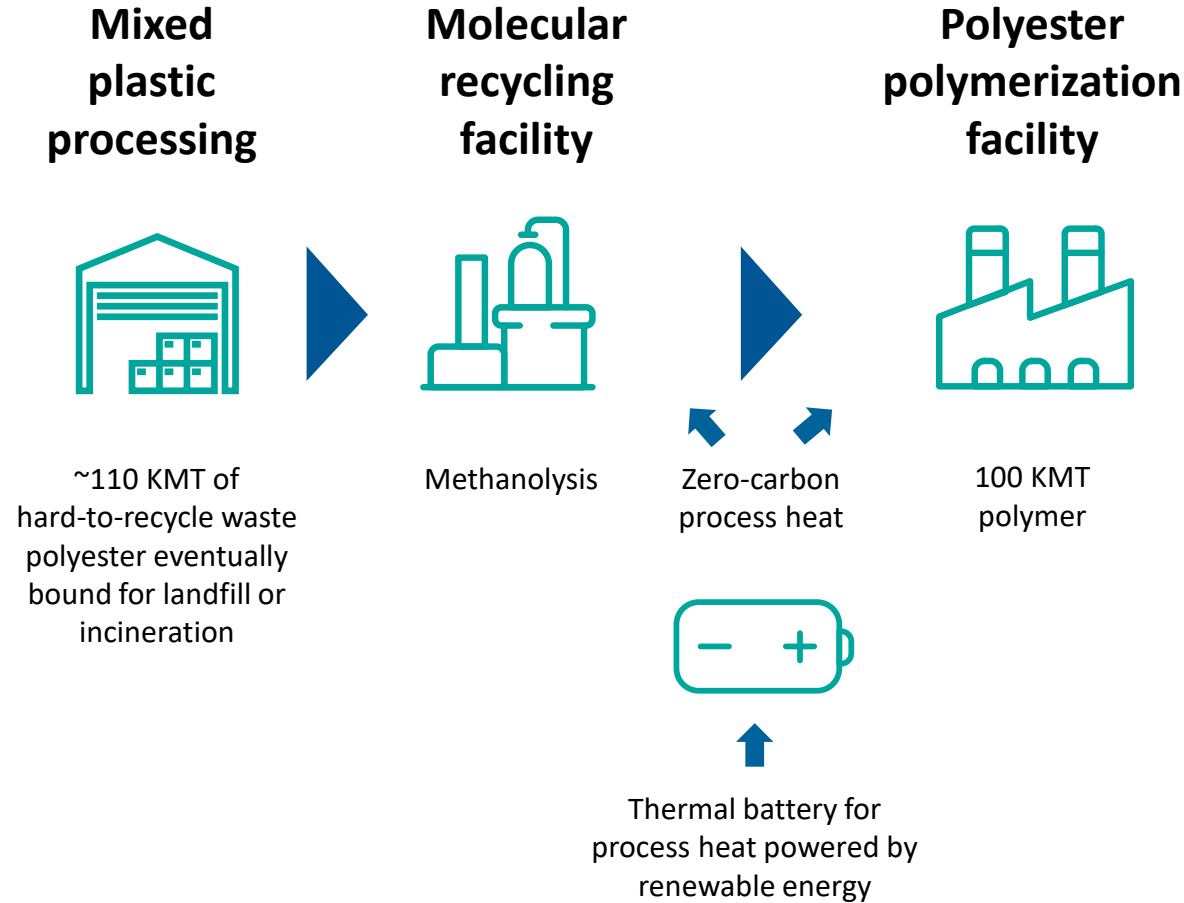 Mixed
plastic
processing
Molecular
recycling
facility
Polyester
polymerization
facility
~110 KMT of
hard-to-recycle waste
polyester eventually
bound for landfill or
incineration
Methanolysis
Zero-carbon
process heat
100 KMT
polymer
Thermal battery for
process heat powered by
renewable energy